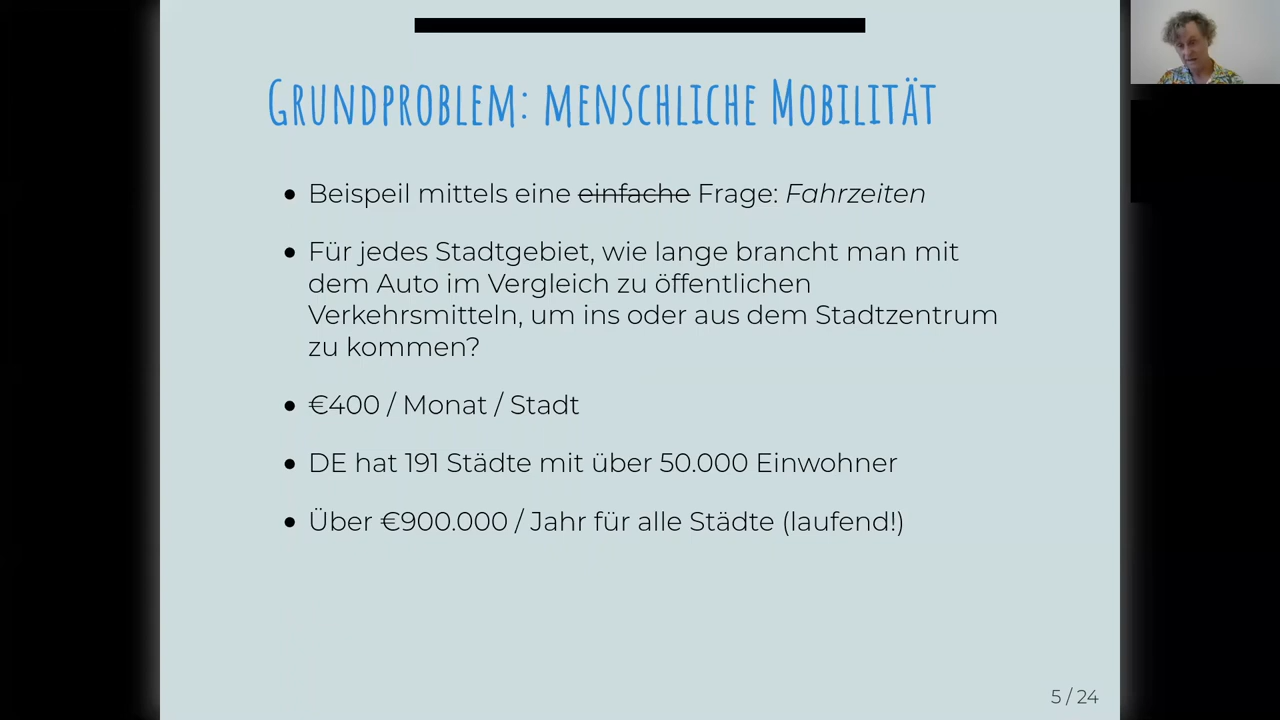 Grundproblem: menschliche Mobilität
• Beispeil mittels eine einfache Frage: Fahrzeiten
• Für jedes Stadtgebiet, wie lange brancht man mit
dem Auto im Vergleich zu öffentlichen
Verkehrsmitteln, um ins oder aus dem Stadtzentrum
zu kommen?
• €400 / Monat / Stadt
• DE hat 191 Städte mit über 50.000 Einwohner
• Über €900.000 / Jahr für alle Städte (laufend!)
5 / 24